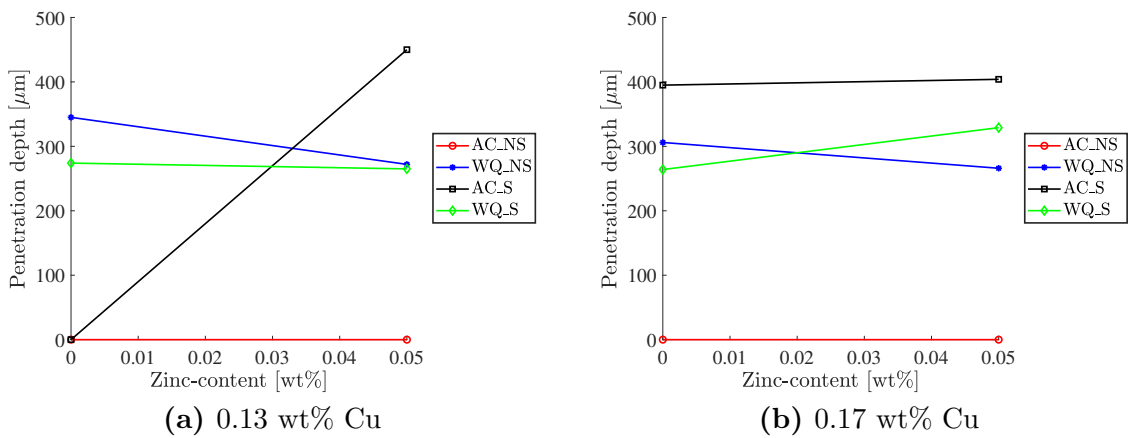 500
400
300
200
100
0
Penetration depth [μm]
0 0.01 0.02 0.03 0.04 0.05
Zinc-content [wt%]
AC_NS
WQ_NS
AC_S
WQ_S
(a) 0.13 wt% Cu
500
400
300
200
100
0
Penetration depth [μm]
0 0.01 0.02 0.03 0.04 0.05
Zinc-content [wt%]
AC_NS
WQ_NS
AC_S
WQ_S
(b) 0.17 wt% Cu